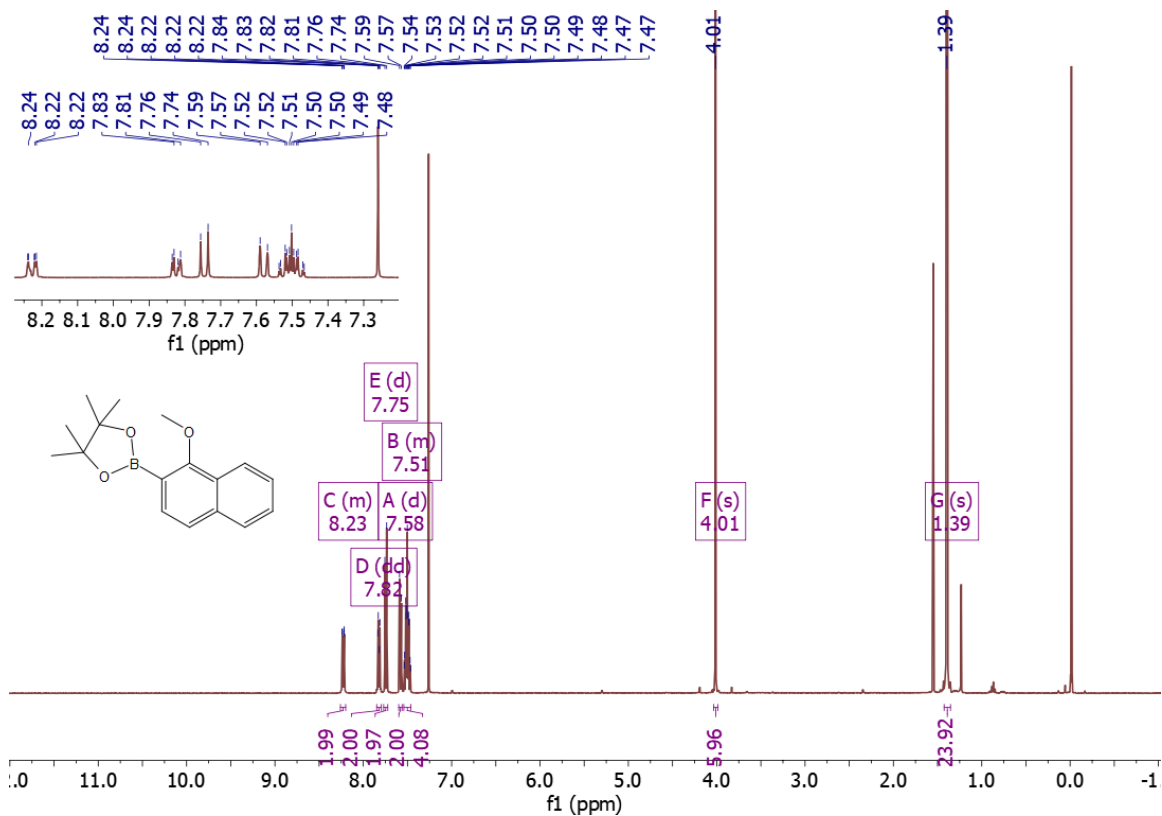 8.24 8.24 8.22 8.22 8.22 7.84 7.83 7.82 7.81 7.76 7.74 7.59 7.57 7.54 7.53 7.52 7.52 7.51 7.50 7.50 7.49 7.48 7.47 7.47
4.01
1.39
8.24 8.22 8.22 7.83 7.81 7.76 7.74 7.59 7.57 7.52 7.52 7.51 7.50 7.50 7.49 7.48
8.2 8.1 8.0 7.9 7.8 7.7 7.6 7.5 7.4 7.3
f1 (ppm)
E (d)
7.75
B (m)
7.51
C (m)
8.23
A (d)
7.58
D (dd)
7.82
F (s)
4.01
G (s)
1.39
O
B
O
O
1.99 2.00 1.97 2.00 4.08 5.96 23.92
2.0 11.0 10.0 9.0 8.0 7.0 6.0 5.0 4.0 3.0 2.0 1.0 0.0 -1
f1 (ppm)